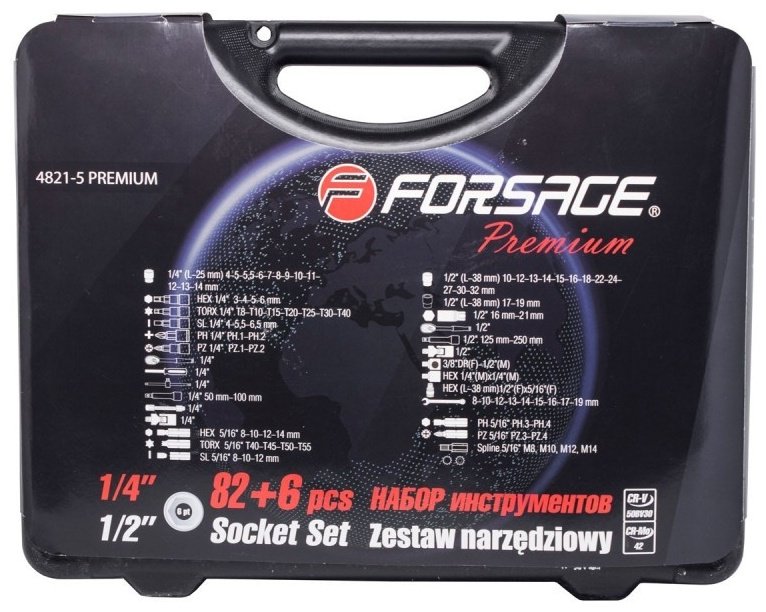 4821-5 PREMIUM
FORSAGE®
Premium
1/4" (L-25 mm) 4-5-5,5-6-7-8-9-10-11-
12-13-14 mm
HEX 1/4" 3-4-5-6 mm
TORX 1/4" T8-T10-T15-T20-T25-T30-T40
SL 1/4" 4-5,5-6,5 mm
PH 1/4" PH.1-PH.2
PZ 1/4" PZ.1-PZ.2
1/4"
1/4"
1/4"
1/4" 50 mm-100 mm
1/4"
1/4"
HEX 5/16" 8-10-12-14 mm
TORX 5/16" T40-T45-T50-T55
SL 5/16" 8-10-12 mm
1/2" (L-38 mm) 10-12-13-14-15-16-18-22-24-
27-30-32 mm
1/2" (L-38 mm) 17-19 mm
1/2" 16 mm-21 mm
1/2"
1/2" 125 mm-250 mm
1/2"
3/8"DR(F)-1/2"(M)
HEX 1/4"(M)x1/4"(M)
HEX (L-38 mm)1/2"(F)x5/16"(F)
8-10-12-13-14-15-16-17-19 mm
PH 5/16" PH.3-PH.4
PZ 5/16" PZ.3-PZ.4
Spline 5/16" M8, M10, M12, M14
1/4" 82+6 pcs НАБОР инструментов
1/2" 6 pt Socket Set Zestaw narzędziowy
CR-V
50BV30
CR-Mo
42